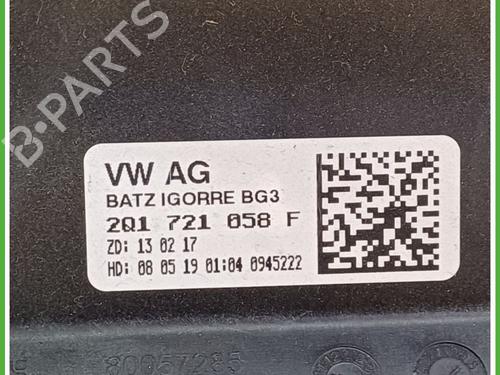 B-PARTS
VW AG
BATZ IGORRE BG3
2Q1 721 058 F
ZD: 13 02 17
HD: 08 05 19 01:04 0945222
80057285